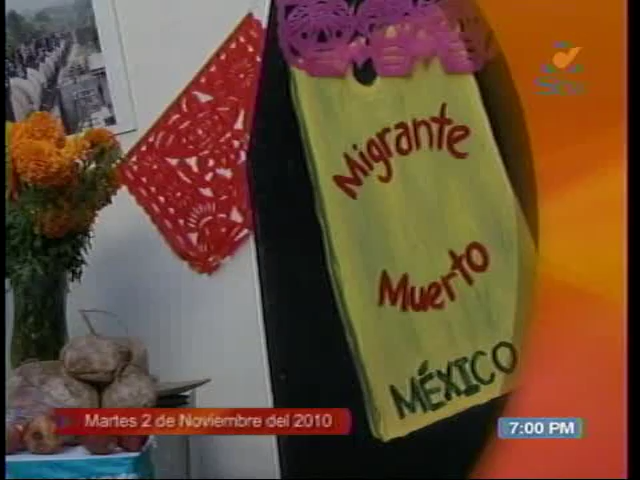 Migrante
Muerto
MÉXICO
Martes 2 de Noviembre del 2010
7:00 PM